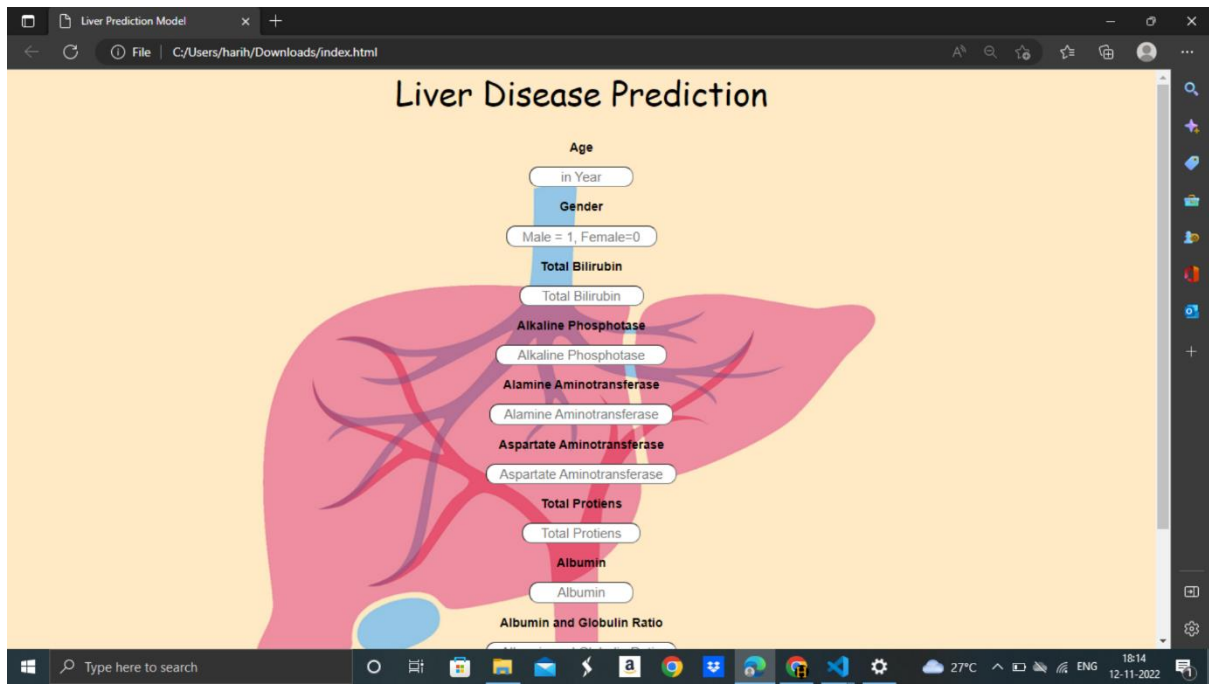 Liver Prediction Model
File
C:/Users/harih/Downloads/index.html
Liver Disease Prediction
Age
in Year
Gender
Male = 1, Female=0
Total Bilirubin
Total Bilirubin
Alkaline Phosphotase
Alkaline Phosphotase
Alamine Aminotransferase
Alamine Aminotransferase
Aspartate Aminotransferase
Aspartate Aminotransferase
Total Protiens
Total Protiens
Albumin
Albumin
Albumin and Globulin Ratio
Type here to search
27°C
ENG
18:14
12-11-2022